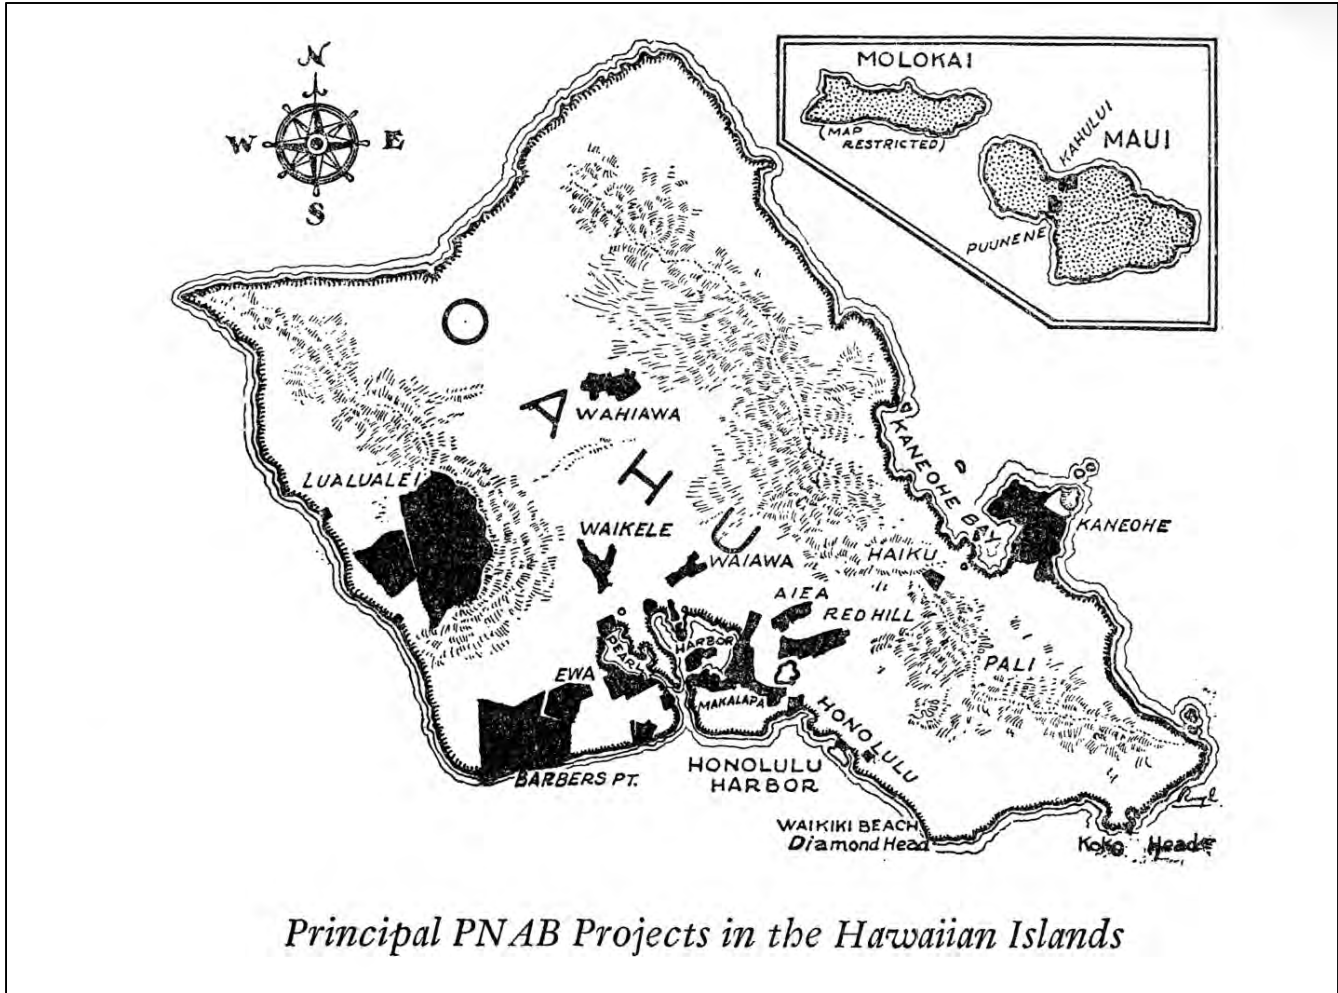 N
W E
S
MOLOKAI
(MAP
RESTRICTED)
KAHULUI
MAUI
PUUNENE
OAHU
WAHIAWA
LUALUALEI
KANEOHE BAY
KANEOHE
WAIKELE
WAIAWA
HAIKU
AIEA
RED HILL
PEARL
HARBOR
PALI
EWA
MAKALAPA
HONOLULU
BARBERS PT.
HONOLULU
HARBOR
WAIKIKI BEACH
Diamond Head
Koko Head
Principal PNAB Projects in the Hawaiian Islands